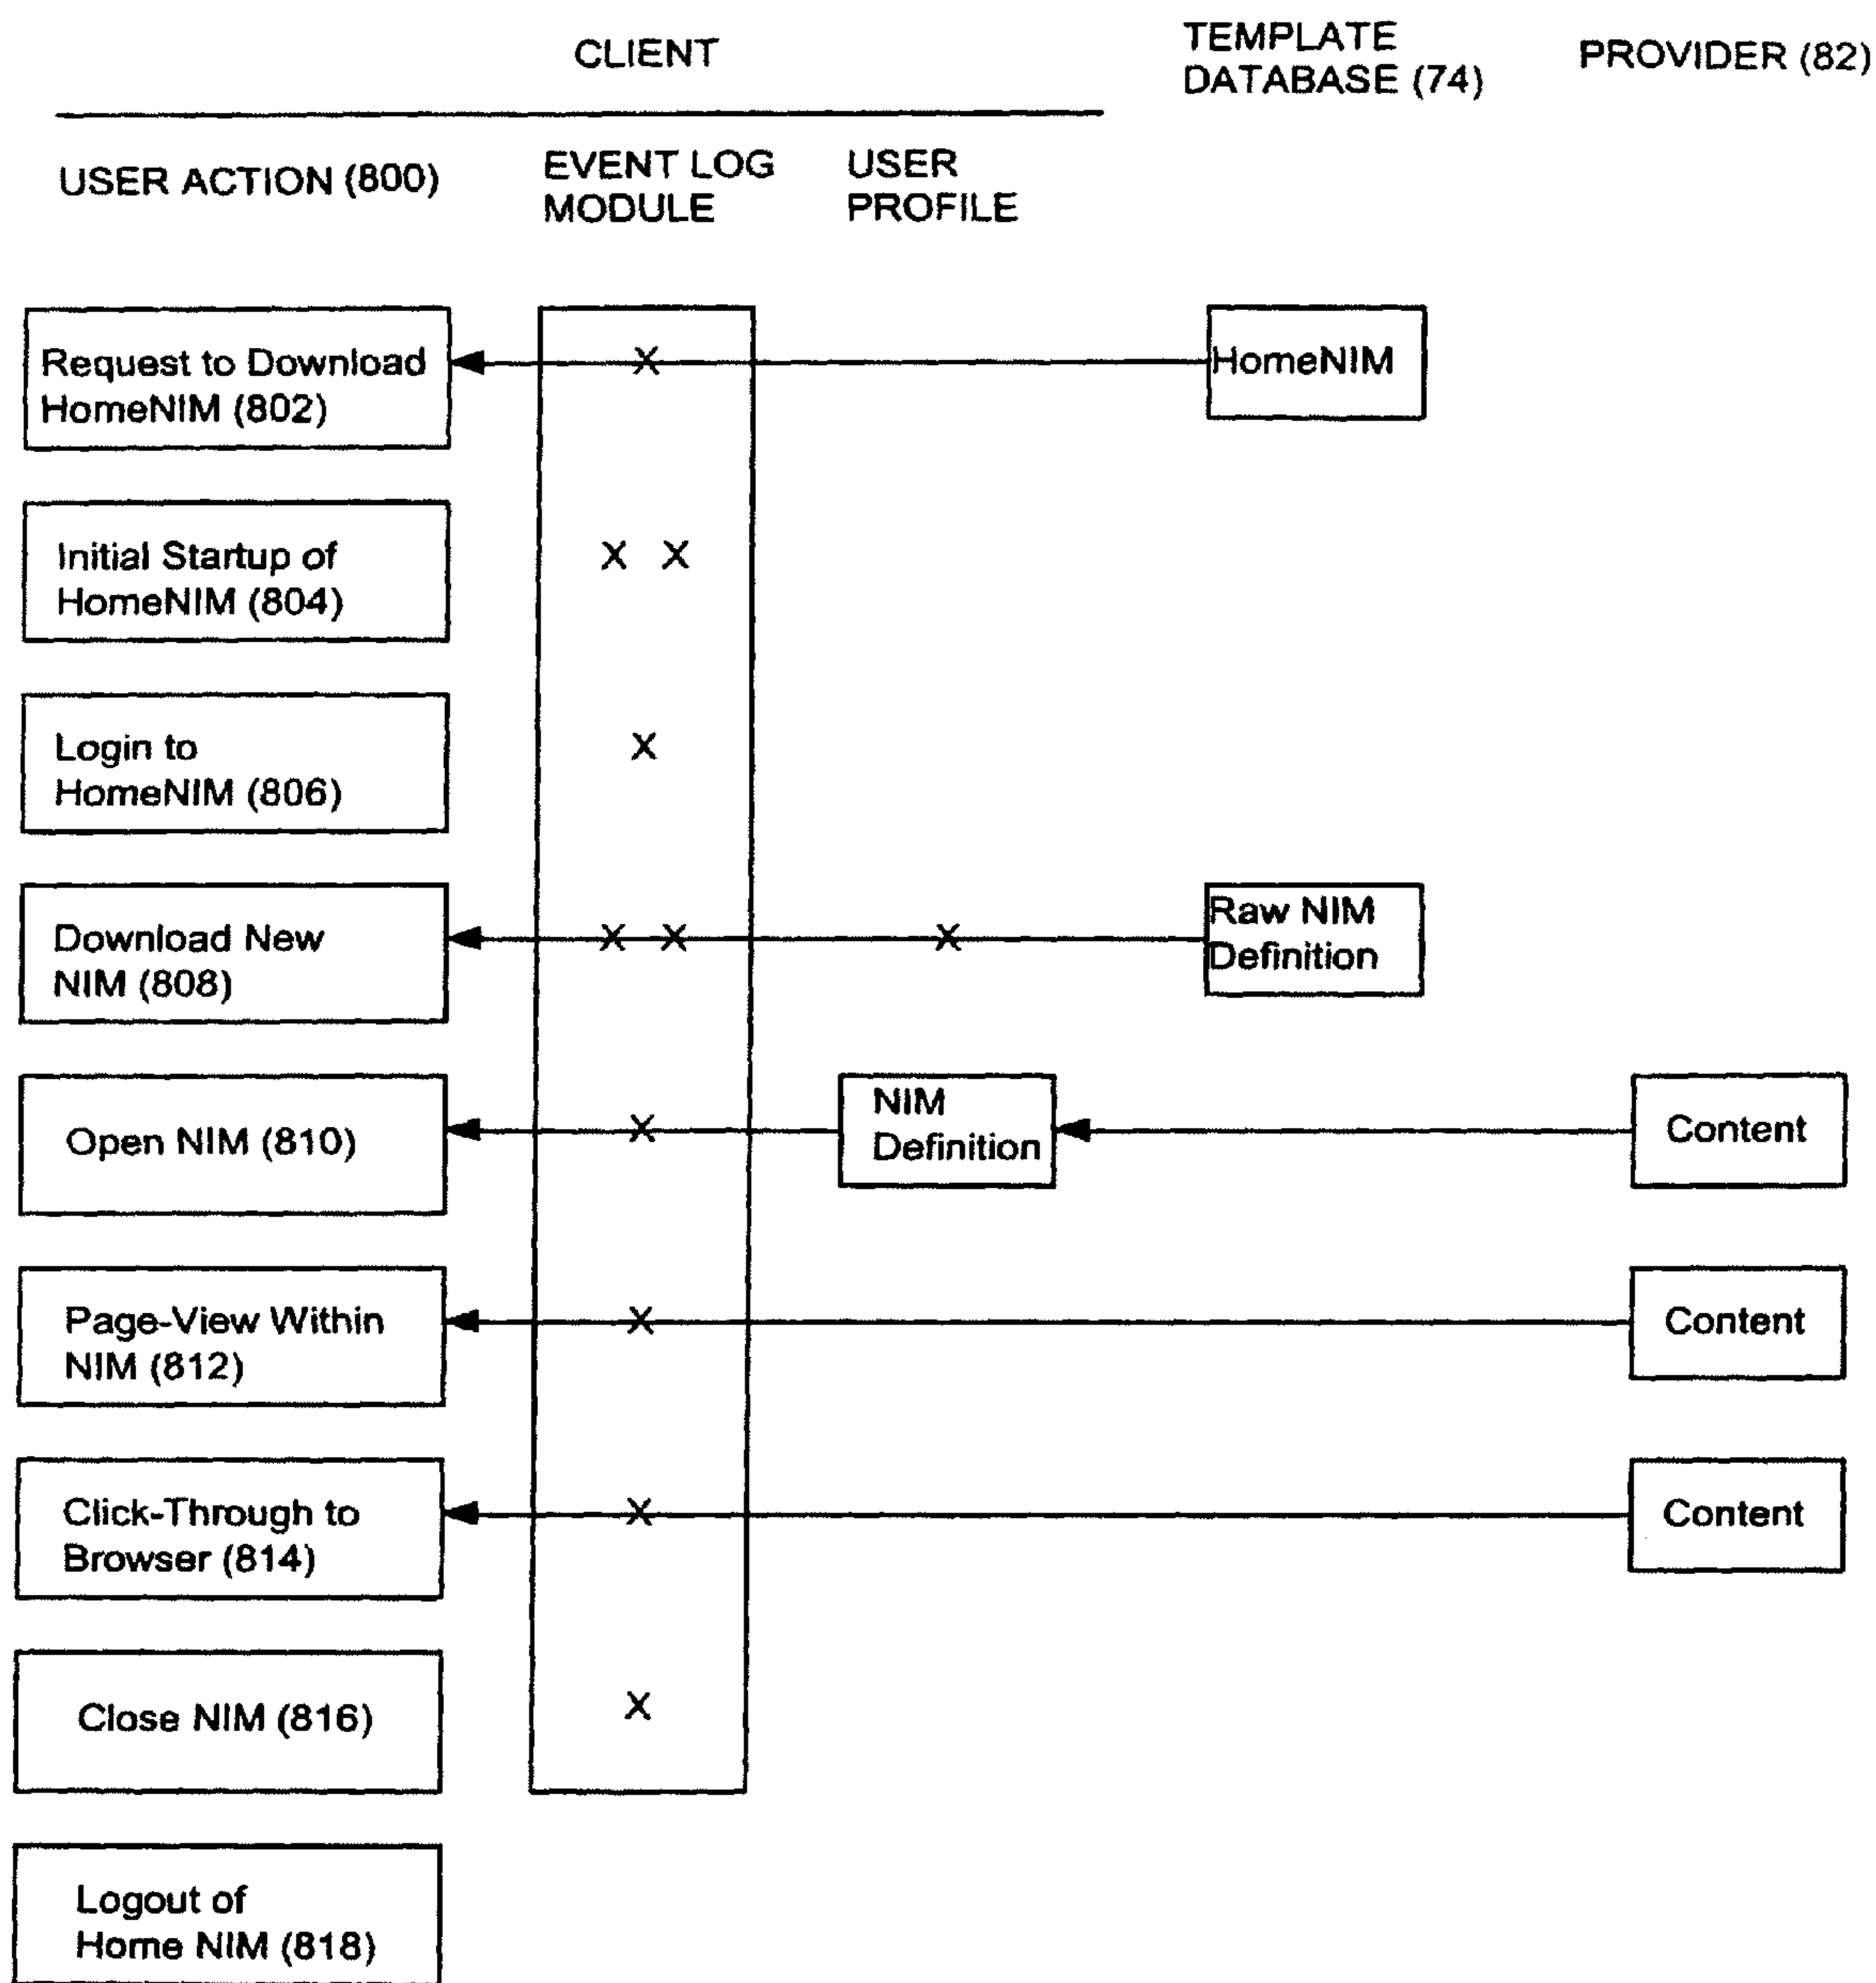 CLIENT
TEMPLATE
DATABASE (74)
PROVIDER (82)
USER ACTION (800)
EVENT LOG
MODULE
USER
PROFILE
Request to Download
HomeNIM (802)
X
HomeNIM
Initial Startup of
HomeNIM (804)
X X
Login to
HomeNIM (806)
X
Download New
NIM (808)
X X
X
Raw NIM
Definition
Open NIM (810)
X
NIM
Definition
Content
Page-View Within
NIM (812)
X
Content
Click-Through to
Browser (814)
X
Content
Close NIM (816)
X
Logout of
Home NIM (818)